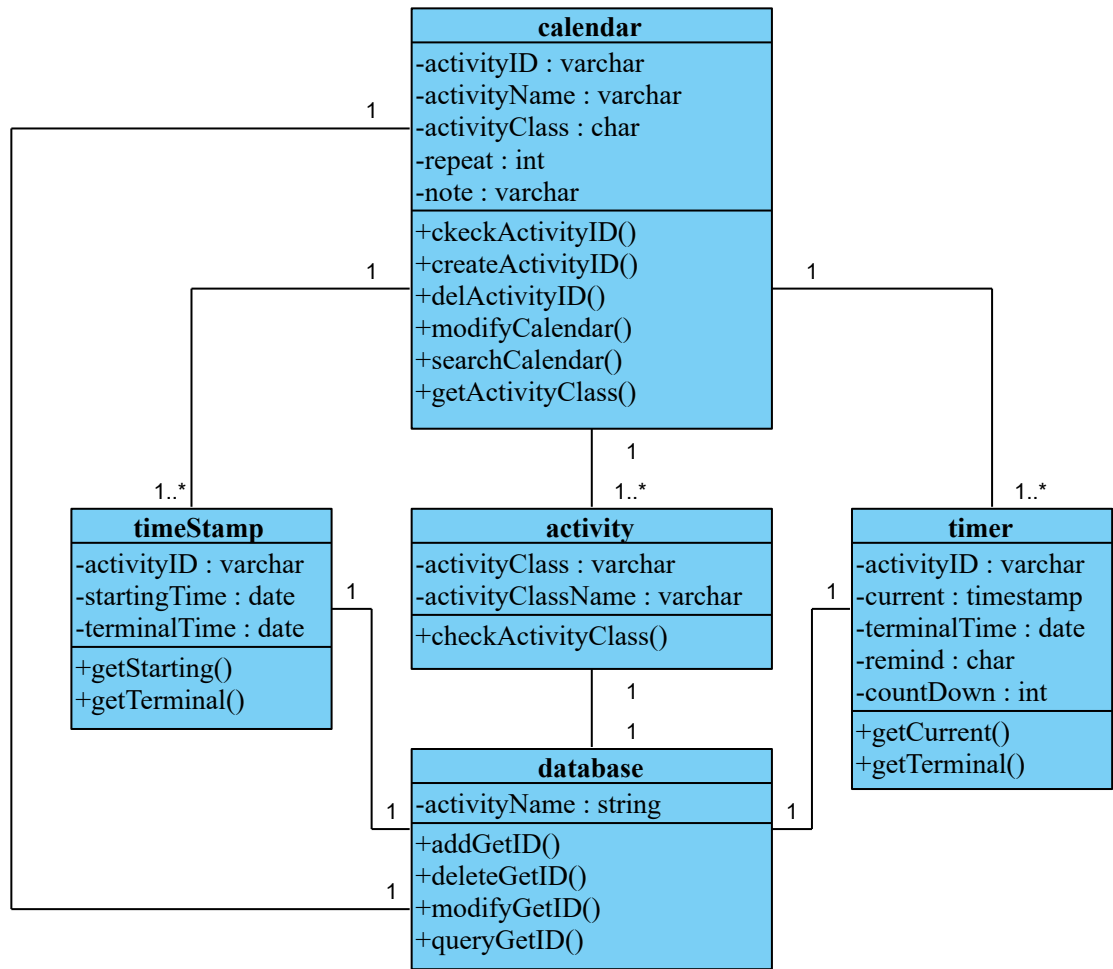 calendar
-activityID : varchar
-activityName : varchar
-activityClass : char
-repeat : int
-note : varchar
+ckeckActivityID()
+createActivityID()
+delActivityID()
+modifyCalendar()
+searchCalendar()
+getActivityClass()
1
1
1
1
1..*
1..*
1..*
timeStamp
-activityID : varchar
-startingTime : date
-terminalTime : date
+getStarting()
+getTerminal()
1
activity
-activityClass : varchar
-activityClassName : varchar
+checkActivityClass()
1
1
timer
-activityID : varchar
-current : timestamp
-terminalTime : date
-remind : char
-countDown : int
+getCurrent()
+getTerminal()
1
database
-activityName : string
+addGetID()
+deleteGetID()
+modifyGetID()
+queryGetID()
1
1
1